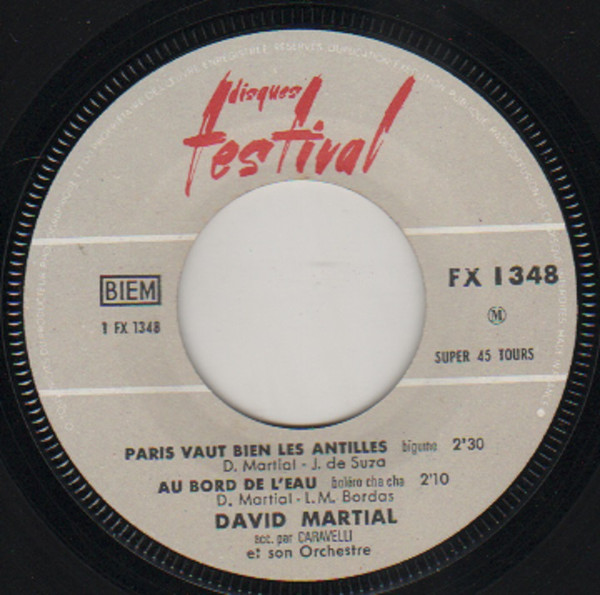 disques
festival
BIEM
1 FX 1348
FX 1348
M
SUPER 45 TOURS
PARIS VAUT BIEN LES ANTILLES biguine 2'30
D. Martial - J. de Suza
AU BORD DE L'EAU boléro cha cha 2'10
D. Martial - L.M. Bordas
DAVID MARTIAL
acc. par CARAVELLI
et son Orchestre